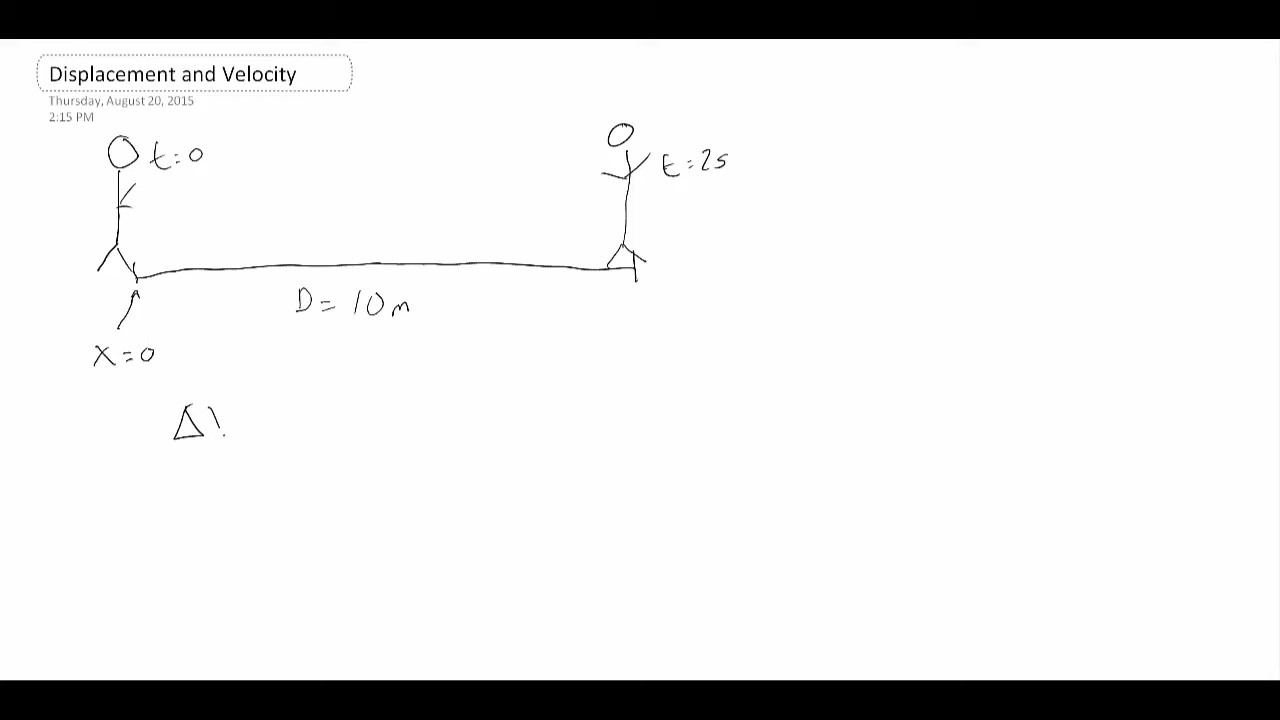 Displacement and Velocity
Thursday, August 20, 2015
2:15 PM
t=0
t=2s
D=10m
x=0
Δ\